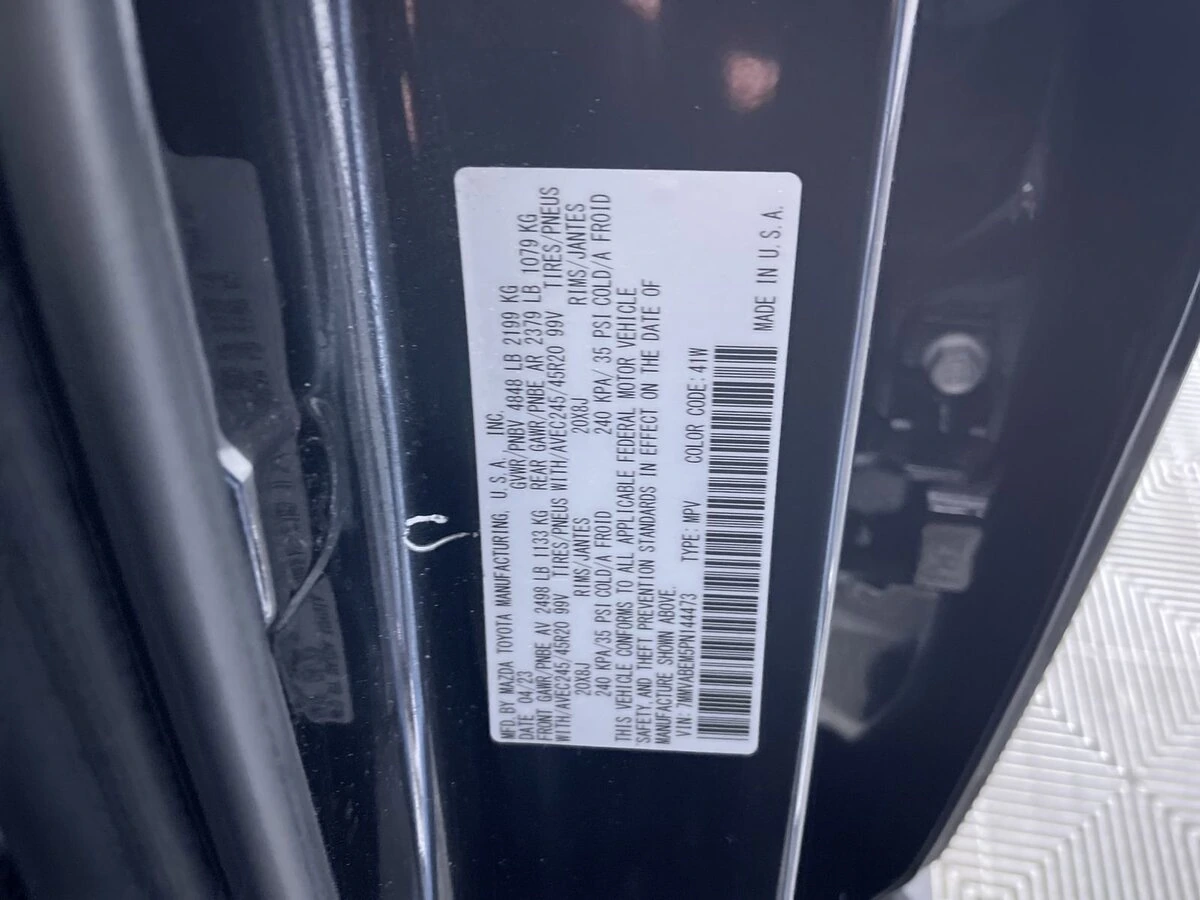 MFD. BY MAZDA TOYOTA MANUFACTURING, U.S.A. INC.
DATE 04/23 GVWR/PNBV 4848 LB 2199 KG
FRONT GAWR/PNBE AV 2498 LB 1133 KG REAR GAWR/PNBE AR 2379 LB 1079 KG
WITH/AVEC245/45R20 99V TIRES/PNEUS WITH/AVEC245/45R20 99V TIRES/PNEUS
20X8J RIMS/JANTES 20X8J RIMS/JANTES
240 KPA/35 PSI COLD/A FROID 240 KPA/ 35 PSI COLD/A FROID
THIS VEHICLE CONFORMS TO ALL APPLICABLE FEDERAL MOTOR VEHICLE
SAFETY, AND THEFT PREVENTION STANDARDS IN EFFECT ON THE DATE OF
MANUFACTURE SHOWN ABOVE.
VIN: 7MMVABEM5PN144473 TYPE: MPV COLOR CODE: 41W
MADE IN U.S.A.